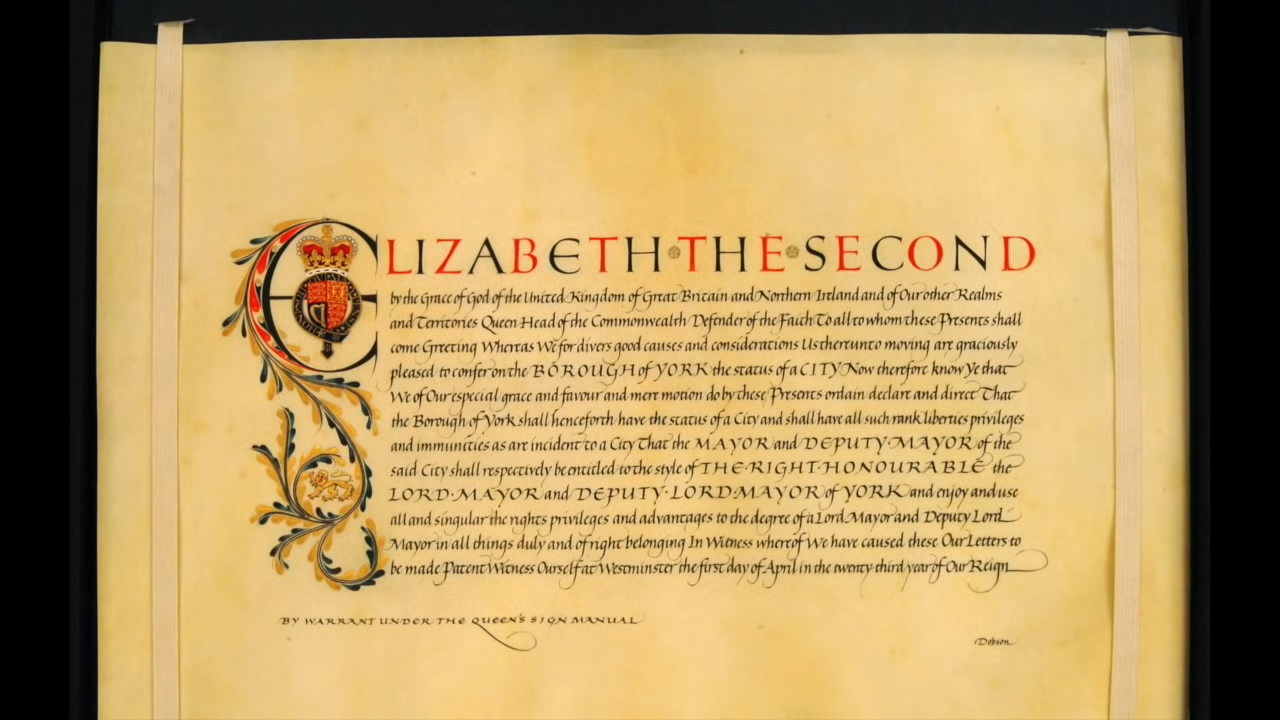 ELIZABETH·THE·SECOND
by the Grace of God of the United Kingdom of Great Britain and Northern Ireland and of Our other Realms
and Territories Queen Head of the Commonwealth Defender of the Faith To all to whom these Presents shall
come Greeting Whereas We for divers good causes and considerations Us thereunto moving are graciously
pleased to confer on the BOROUGH of YORK the status of a CITY Now therefore know Ye that
We of Our especial grace and favour and mere motion do by these Presents ordain declare and direct That
the Borough of York shall henceforth have the status of a City and shall have all such rank liberties privileges
and immunities as are incident to a City That the MAYOR and DEPUTY·MAYOR of the
said City shall respectively be entitled to the style of THE·RIGHT·HONOURABLE the
LORD·MAYOR and DEPUTY·LORD·MAYOR of YORK and enjoy and use
all and singular the rights privileges and advantages to the degree of a Lord Mayor and Deputy Lord
Mayor in all things duly and of right belonging In Witness whereof We have caused these Our Letters to
be made Patent Witness Ourself at Westminster the first day of April in the twenty-third year of Our Reign
BY WARRANT UNDER THE QUEEN'S SIGN MANUAL
Dobson